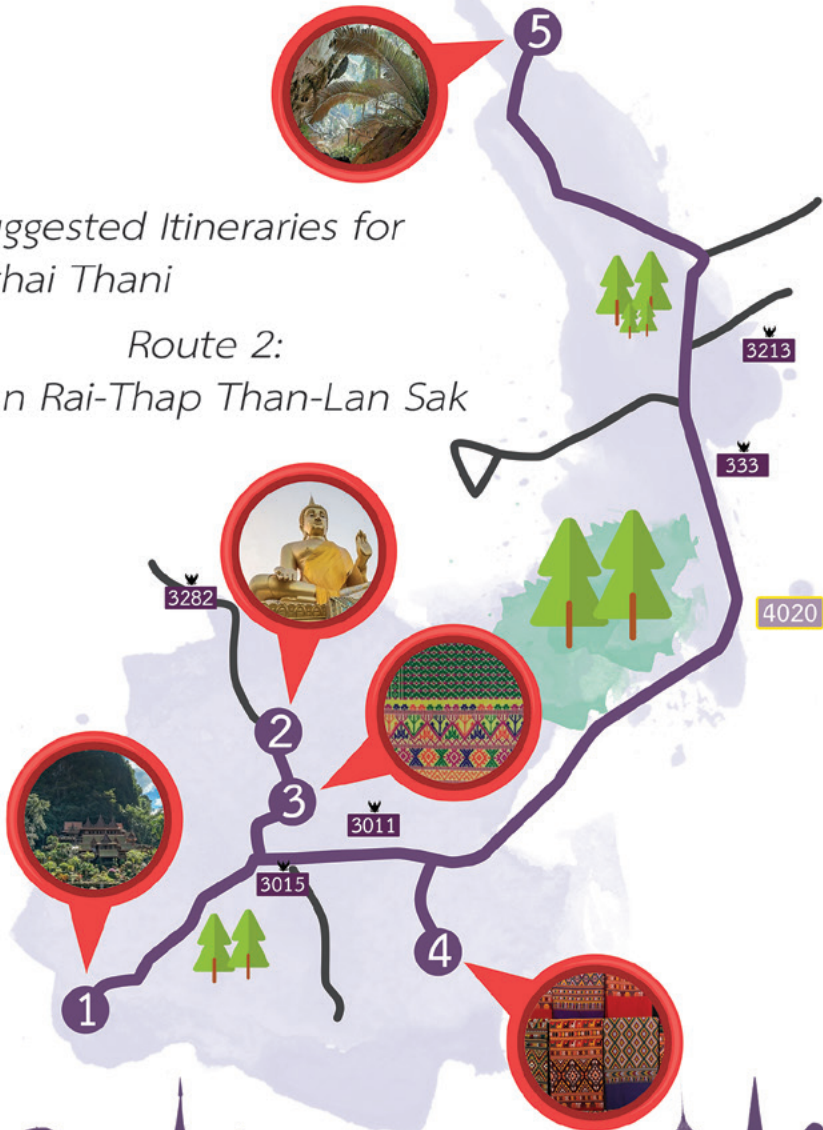 5
ggested Itineraries for
thai Thani
Route 2:
n Rai-Thap Than-Lan Sak
3213
333
3282
4020
2
3
3011
3015
4
1